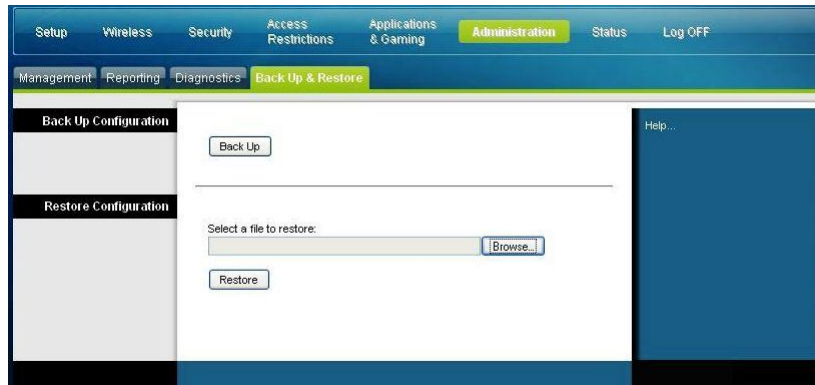 Setup Wireless Security Access Restrictions Applications & Gaming Administration Status Log OFF
Management Reporting Diagnostics Back Up & Restore
Back Up Configuration
Help...
Back Up
Restore Configuration
Select a file to restore:
Browse...
Restore